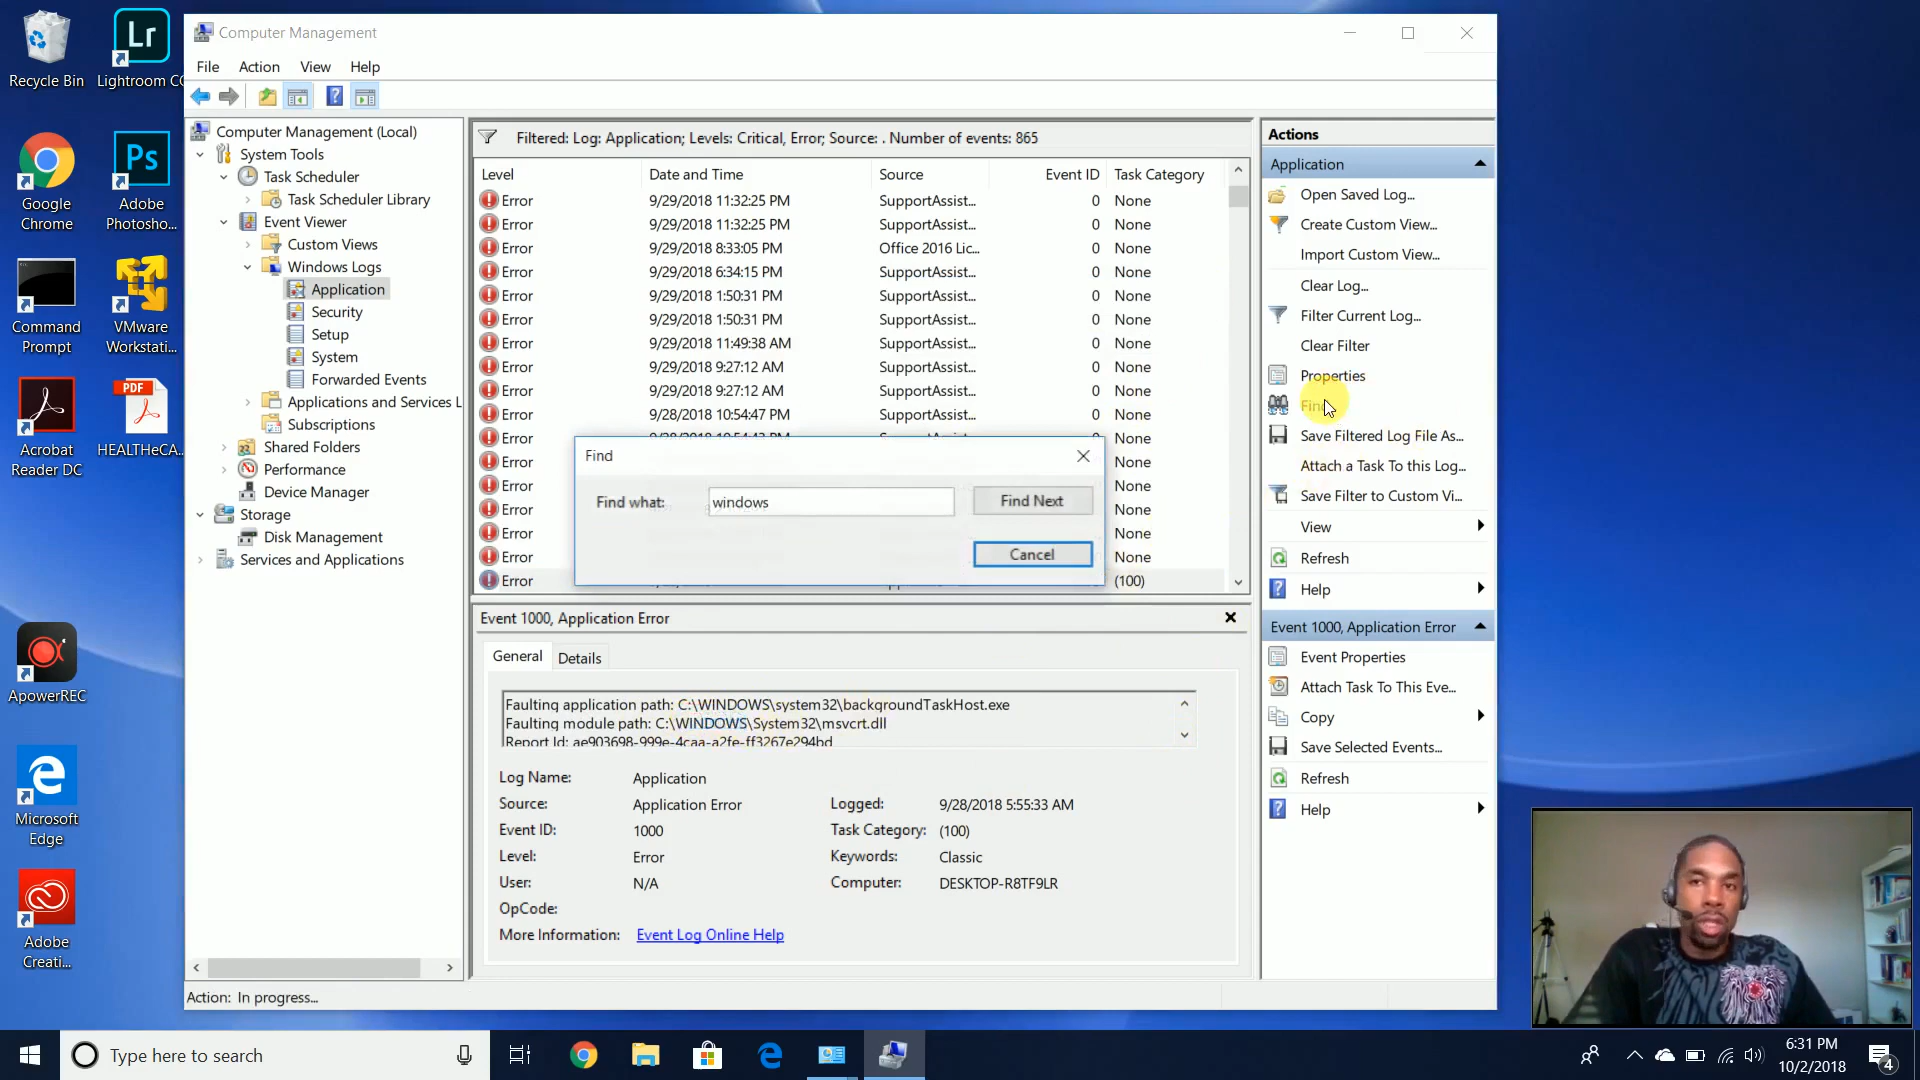 Recycle Bin
Lightroom CC
Google
Chrome
Adobe
Photosho...
Command
Prompt
VMware
Workstati...
Acrobat
Reader DC
HEALTHeCA...
ApowerREC
Microsoft
Edge
Adobe
Creati...
Lr
Ps
PDF
Computer Management
File Action View Help
Computer Management (Local)
System Tools
Task Scheduler
Task Scheduler Library
Event Viewer
Custom Views
Windows Logs
Application
Security
Setup
System
Forwarded Events
Applications and Services L
Subscriptions
Shared Folders
Performance
Device Manager
Storage
Disk Management
Services and Applications
Filtered: Log: Application; Levels: Critical, Error; Source: . Number of events: 865
Level Date and Time Source Event ID Task Category
Error 9/29/2018 11:32:25 PM SupportAssist... 0 None
Error 9/29/2018 11:32:25 PM SupportAssist... 0 None
Error 9/29/2018 8:33:05 PM Office 2016 Lic... 0 None
Error 9/29/2018 6:34:15 PM SupportAssist... 0 None
Error 9/29/2018 1:50:31 PM SupportAssist... 0 None
Error 9/29/2018 1:50:31 PM SupportAssist... 0 None
Error 9/29/2018 11:49:38 AM SupportAssist... 0 None
Error 9/29/2018 9:27:12 AM SupportAssist... 0 None
Error 9/29/2018 9:27:12 AM SupportAssist... 0 None
Error 9/28/2018 10:54:47 PM SupportAssist... 0 None
Error None
Error None
Error None
Error None
Error None
Error None
Error (100)
Find
Find what: windows Find Next
Cancel
Event 1000, Application Error
General Details
Faulting application path: C:\WINDOWS\system32\backgroundTaskHost.exe
Faulting module path: C:\WINDOWS\System32\msvcrt.dll
Report Id: ae903698-999e-4caa-a2fe-ff3267e294bd
Log Name: Application
Source: Application Error Logged: 9/28/2018 5:55:33 AM
Event ID: 1000 Task Category: (100)
Level: Error Keywords: Classic
User: N/A Computer: DESKTOP-R8TF9LR
OpCode:
More Information: Event Log Online Help
Actions
Application
Open Saved Log...
Create Custom View...
Import Custom View...
Clear Log...
Filter Current Log...
Clear Filter
Properties
Save Filtered Log File As...
Attach a Task To this Log...
Save Filter to Custom Vi...
View
Refresh
Help
Event 1000, Application Error
Event Properties
Attach Task To This Eve...
Copy
Save Selected Events...
Refresh
Help
Action: In progress...
Type here to search
6:31 PM
10/2/2018
4